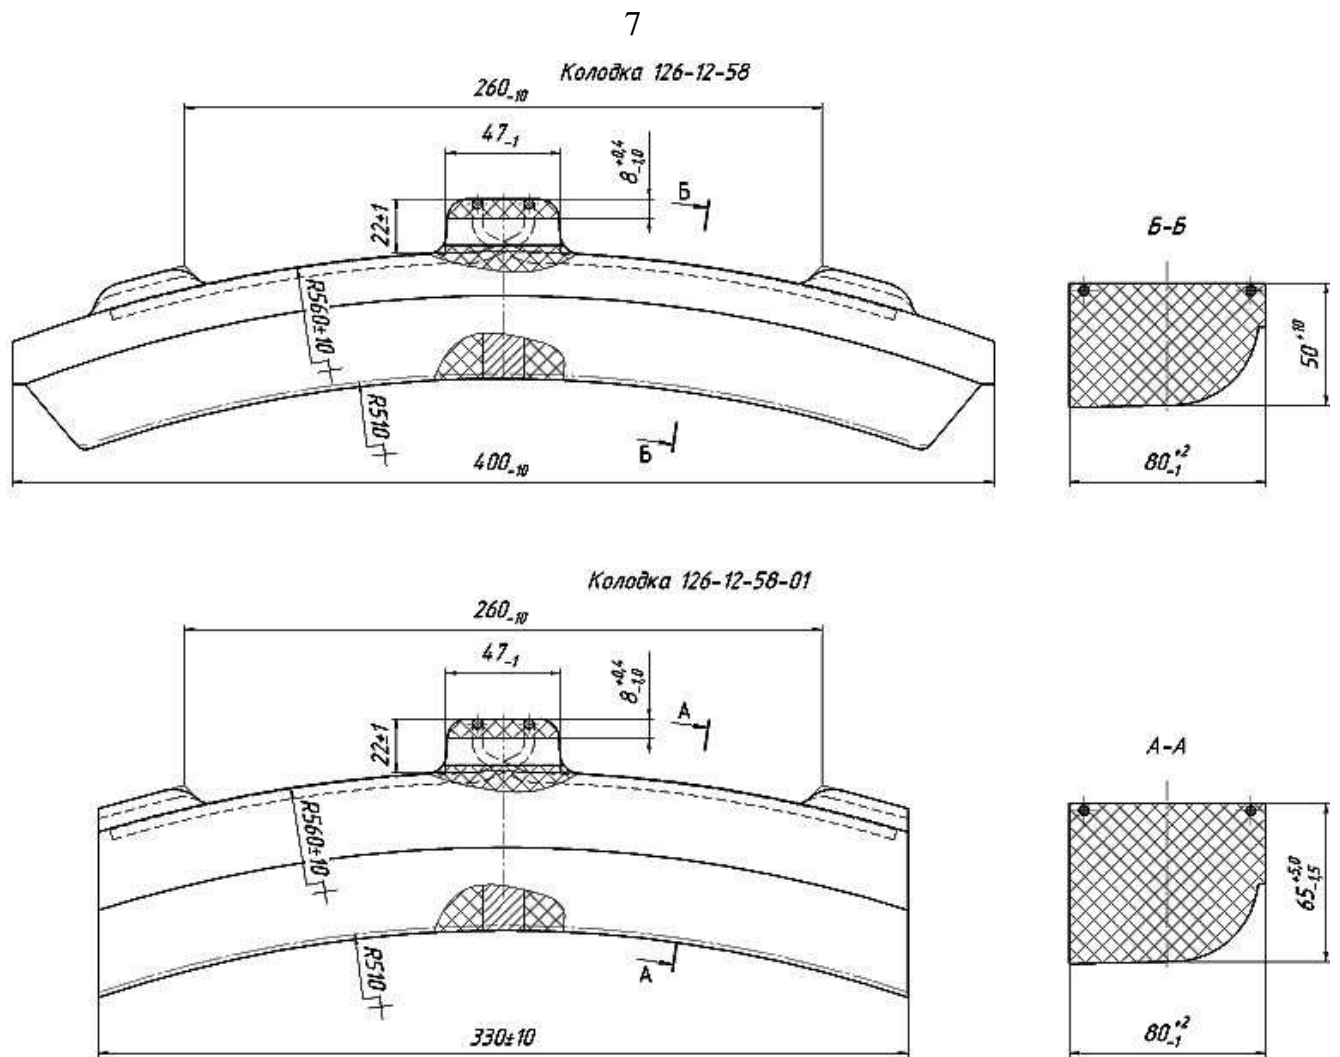 7
Колодка 126-12-58
260₋₁₀
47₋₁
8⁺⁰,⁴₋₁,₀
22±1
Б
Б-Б
R560±10
50⁺¹⁰
R510
Б
400₋₁₀
80⁺²₋₁
Колодка 126-12-58-01
260₋₁₀
47₋₁
8⁺⁰,⁴₋₁,₀
22±1
А
А-А
R560±10
65⁺⁵,⁰₋₁,₅
R510
А
330±10
80⁺²₋₁